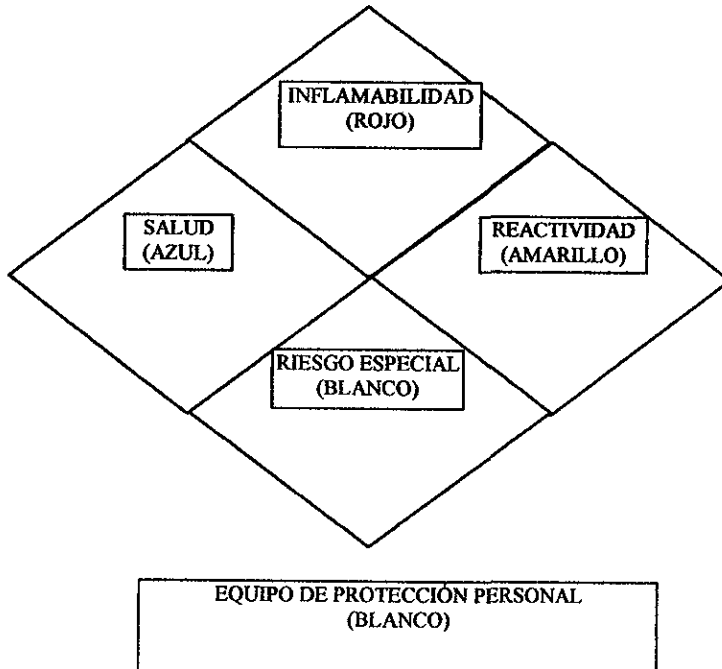 INFLAMABILIDAD
(ROJO)
SALUD
(AZUL)
REACTIVIDAD
(AMARILLO)
RIESGO ESPECIAL
(BLANCO)
EQUIPO DE PROTECCIÓN PERSONAL
(BLANCO)